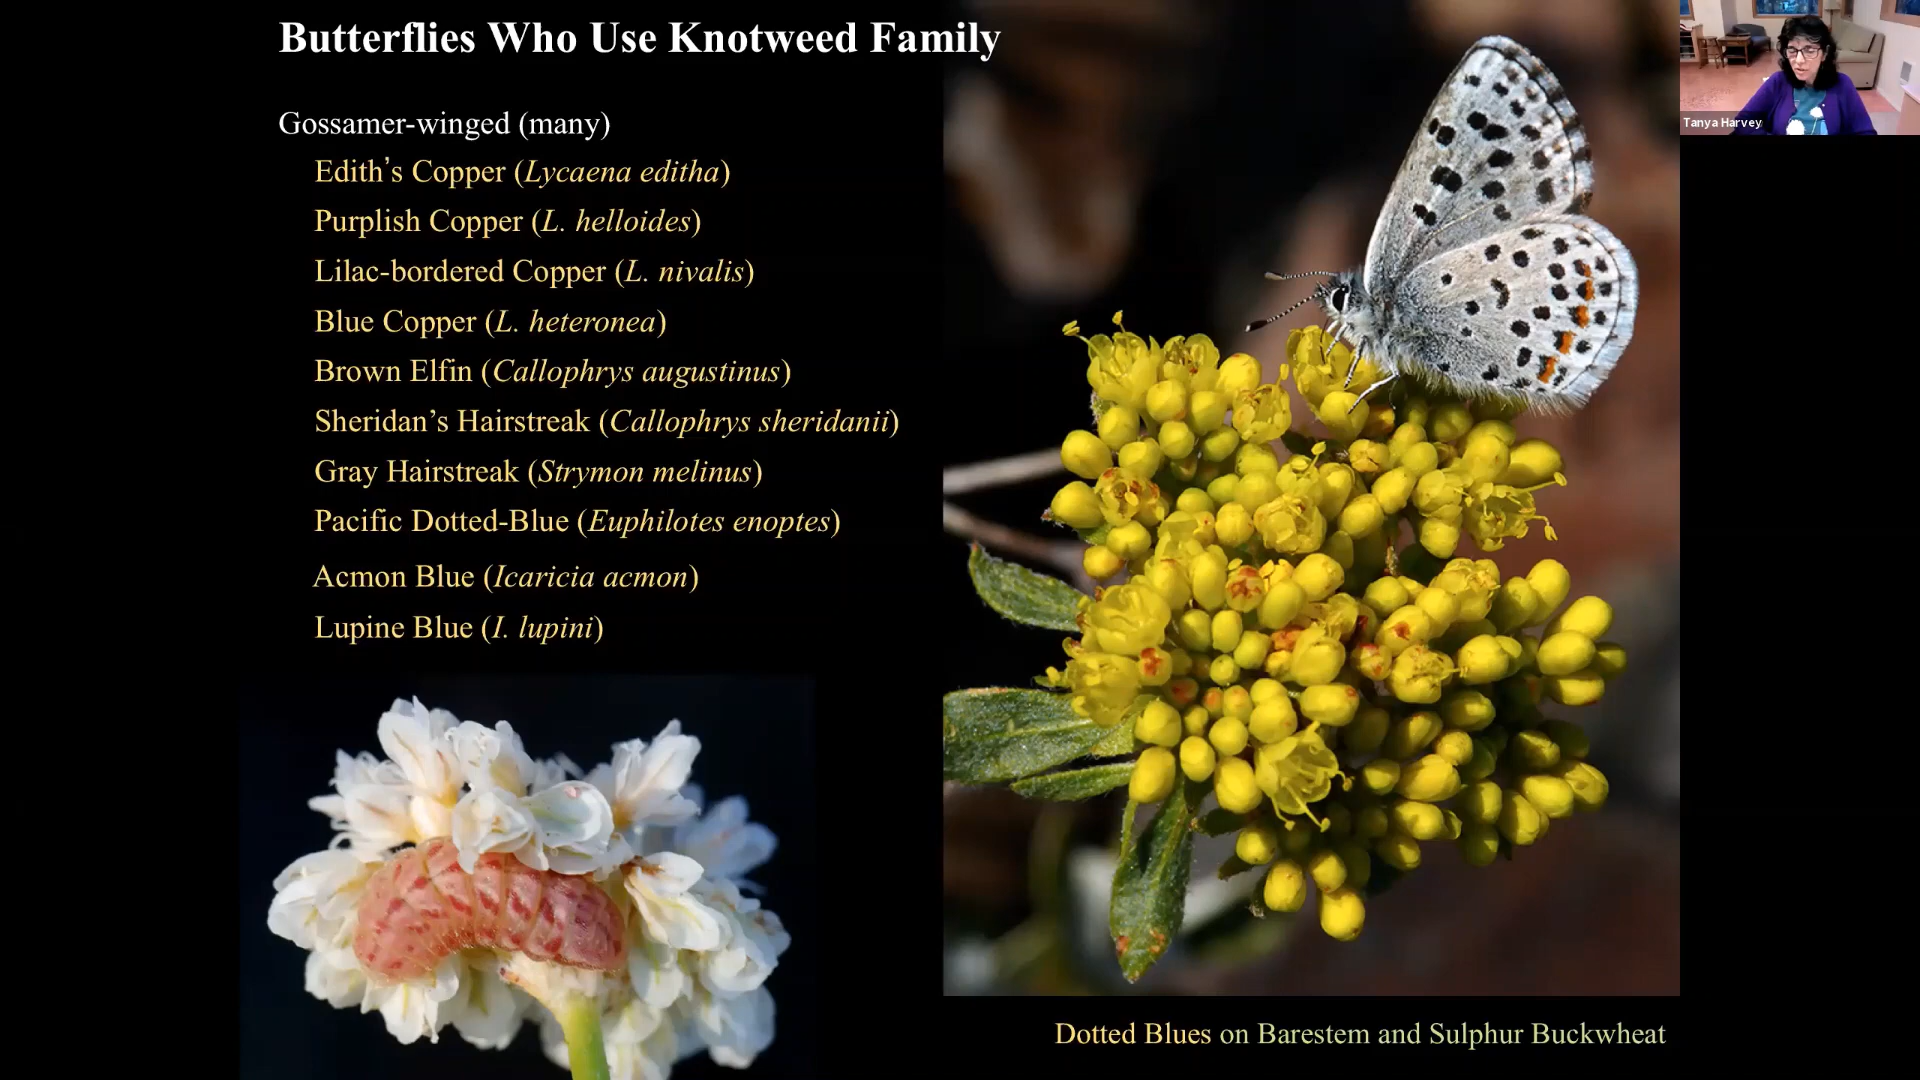 Butterflies Who Use Knotweed Family
Gossamer-winged (many)
Edith's Copper (Lycaena editha)
Purplish Copper (L. helloides)
Lilac-bordered Copper (L. nivalis)
Blue Copper (L. heteronea)
Brown Elfin (Callophrys augustinus)
Sheridan’s Hairstreak (Callophrys sheridanii)
Gray Hairstreak (Strymon melinus)
Pacific Dotted-Blue (Euphilotes enoptes)
Acmon Blue (Icaricia acmon)
Lupine Blue (I. lupini)
Dotted Blues on Barestem and Sulphur Buckwheat
Tanya Harvey